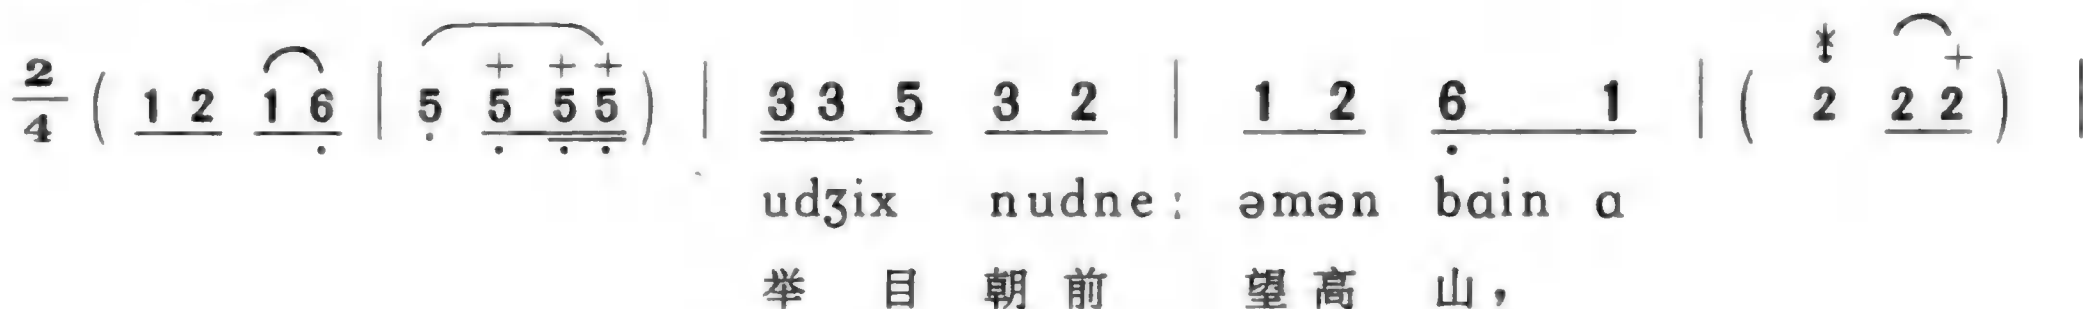 2/4 ( 1 2 1 6̣ | 5̣ 5̣ 5̣ 5̣ ) | 3 3 5 3 2 | 1 2 6̣ 1 | ( 2 2 2 ) |
udʒix nudne: əmən bɑin ɑ
举 目 朝 前 望 高 山，